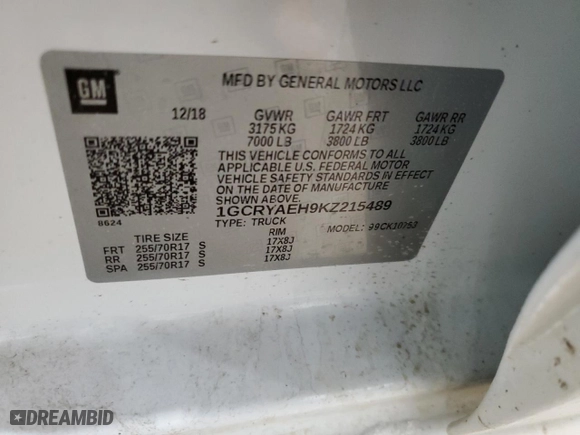 GM
MFD BY GENERAL MOTORS LLC
12/18 GVWR GAWR FRT GAWR RR
3175 KG 1724 KG 1724 KG
7000 LB 3800 LB 3800 LB
THIS VEHICLE CONFORMS TO ALL
APPLICABLE U.S. FEDERAL MOTOR
VEHICLE SAFETY STANDARDS IN EFFECT
ON THE DATE OF MANUFACTURE
SHOWN ABOVE.
1GCRYAEH9KZ215489
8624
TYPE: TRUCK MODEL:
TIRE SIZE RIM
FRT 255/70R17 S 17X8J
RR 255/70R17 S 17X8J
SPA 255/70R17 S 17X8J
DREAMBID